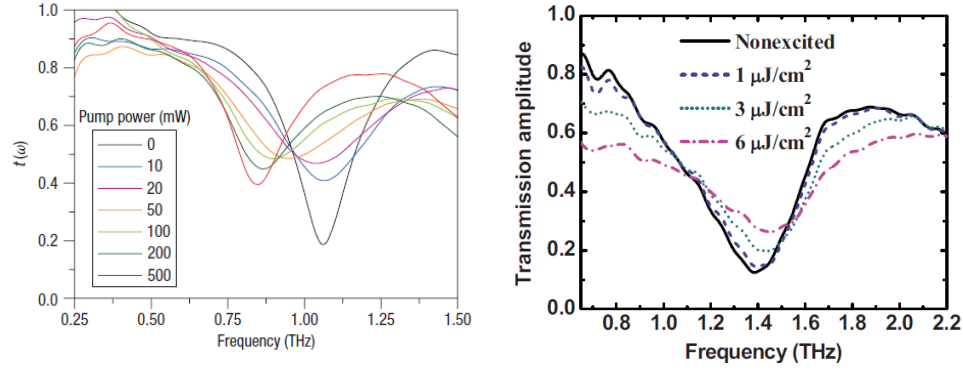 t(ω)
1.0
0.8
0.6
0.4
0.2
0.0
Pump power (mW)
0
10
20
50
100
200
500
0.25 0.50 0.75 1.00 1.25 1.50
Frequency (THz)
Transmission amplitude
1.0
0.8
0.6
0.4
0.2
0.0
Nonexcited
1 μJ/cm²
3 μJ/cm²
6 μJ/cm²
0.8 1.0 1.2 1.4 1.6 1.8 2.0 2.2
Frequency (THz)